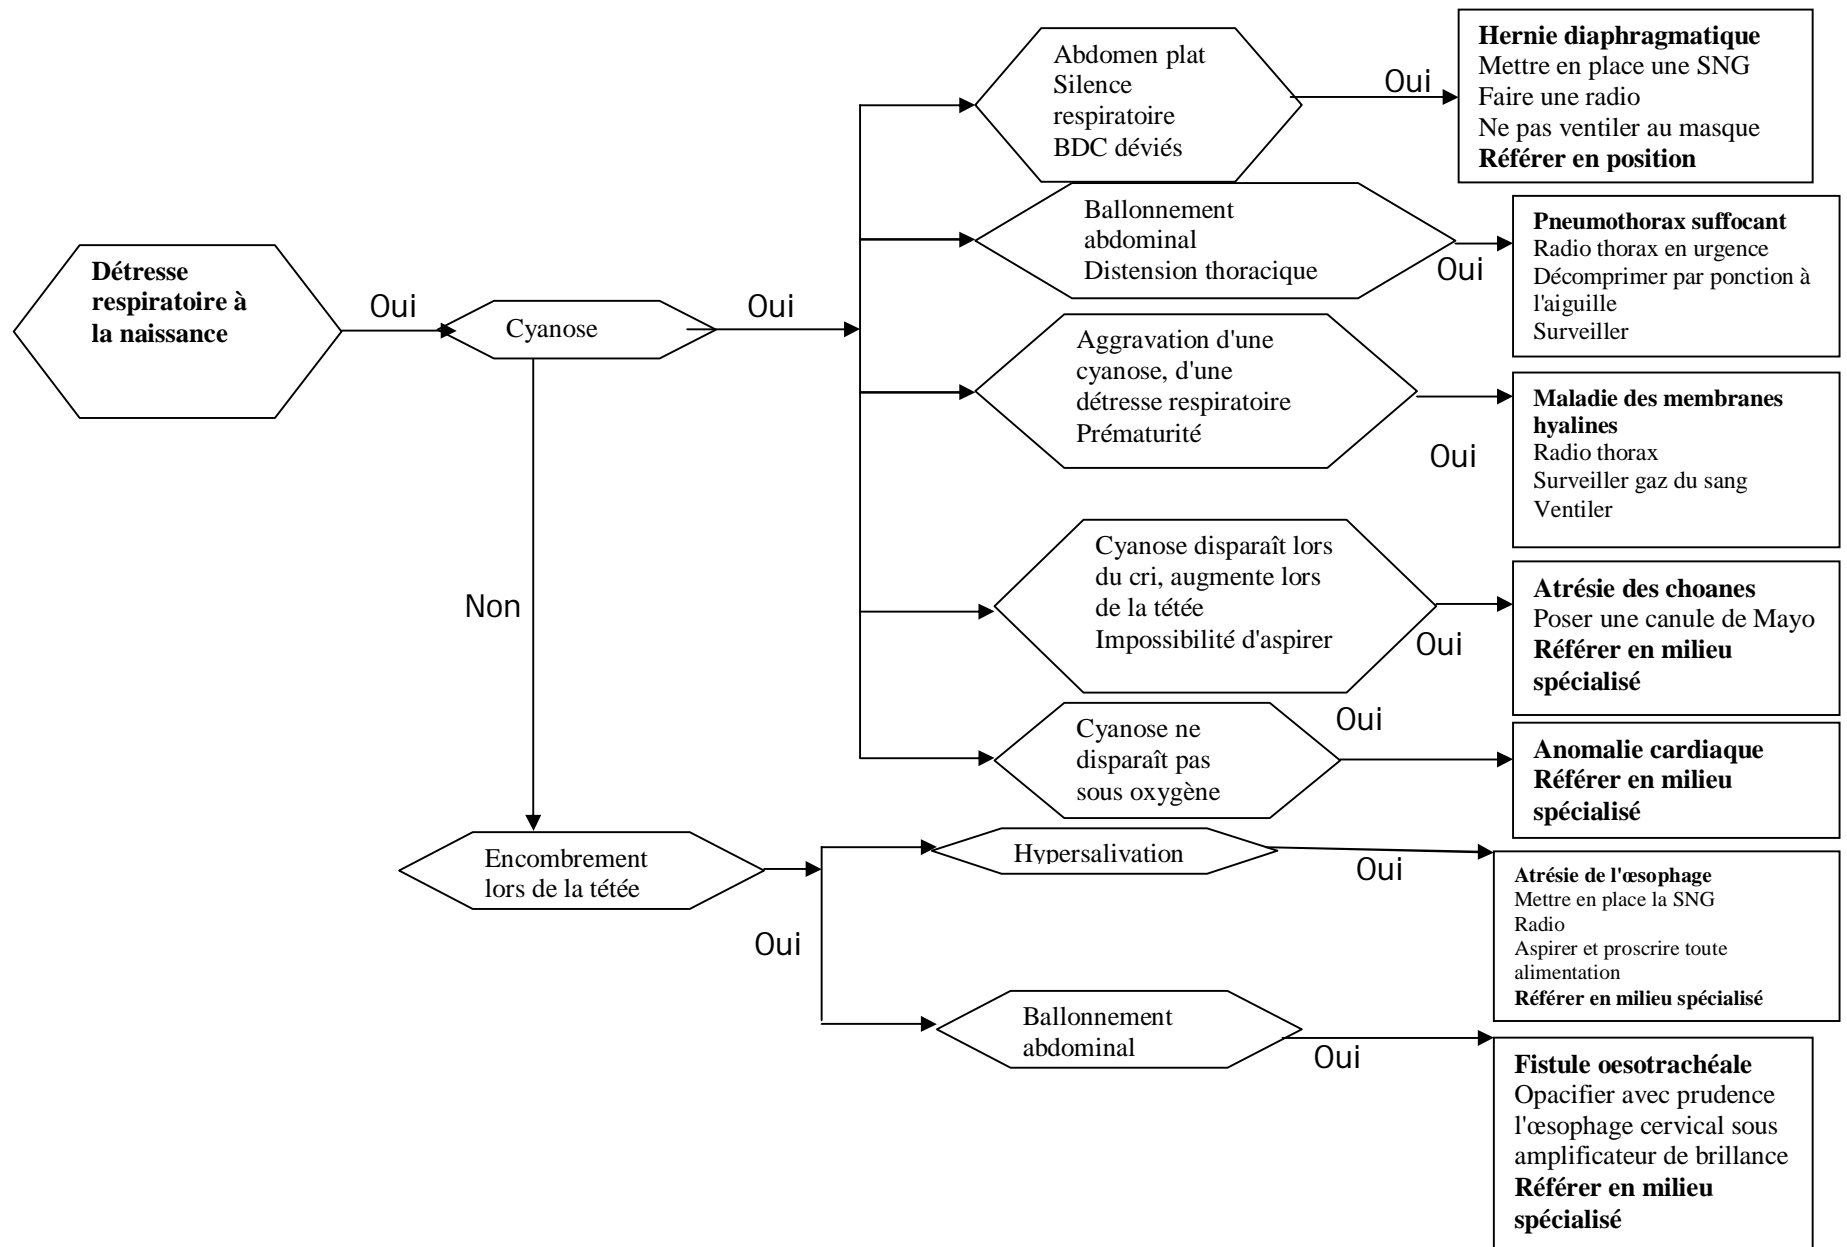 Détresse
respiratoire à
la naissance
Oui
Cyanose
Oui
Abdomen plat
Silence
respiratoire
BDC déviés
Oui
Hernie diaphragmatique
Mettre en place une SNG
Faire une radio
Ne pas ventiler au masque
Référer en position
Ballonnement
abdominal
Distension thoracique
Oui
Pneumothorax suffocant
Radio thorax en urgence
Décomprimer par ponction à
l'aiguille
Surveiller
Aggravation d'une
cyanose, d'une
détresse respiratoire
Prématurité
Oui
Maladie des membranes
hyalines
Radio thorax
Surveiller gaz du sang
Ventiler
Cyanose disparaît lors
du cri, augmente lors
de la tétée
Impossibilité d'aspirer
Oui
Atrésie des choanes
Poser une canule de Mayo
Référer en milieu
spécialisé
Cyanose ne
disparaît pas
sous oxygène
Oui
Anomalie cardiaque
Référer en milieu
spécialisé
Non
Encombrement
lors de la tétée
Oui
Hypersalivation
Oui
Atrésie de l'œsophage
Mettre en place la SNG
Radio
Aspirer et proscrire toute
alimentation
Référer en milieu spécialisé
Ballonnement
abdominal
Oui
Fistule oesotrachéale
Opacifier avec prudence
l'œsophage cervical sous
amplificateur de brillance
Référer en milieu
spécialisé